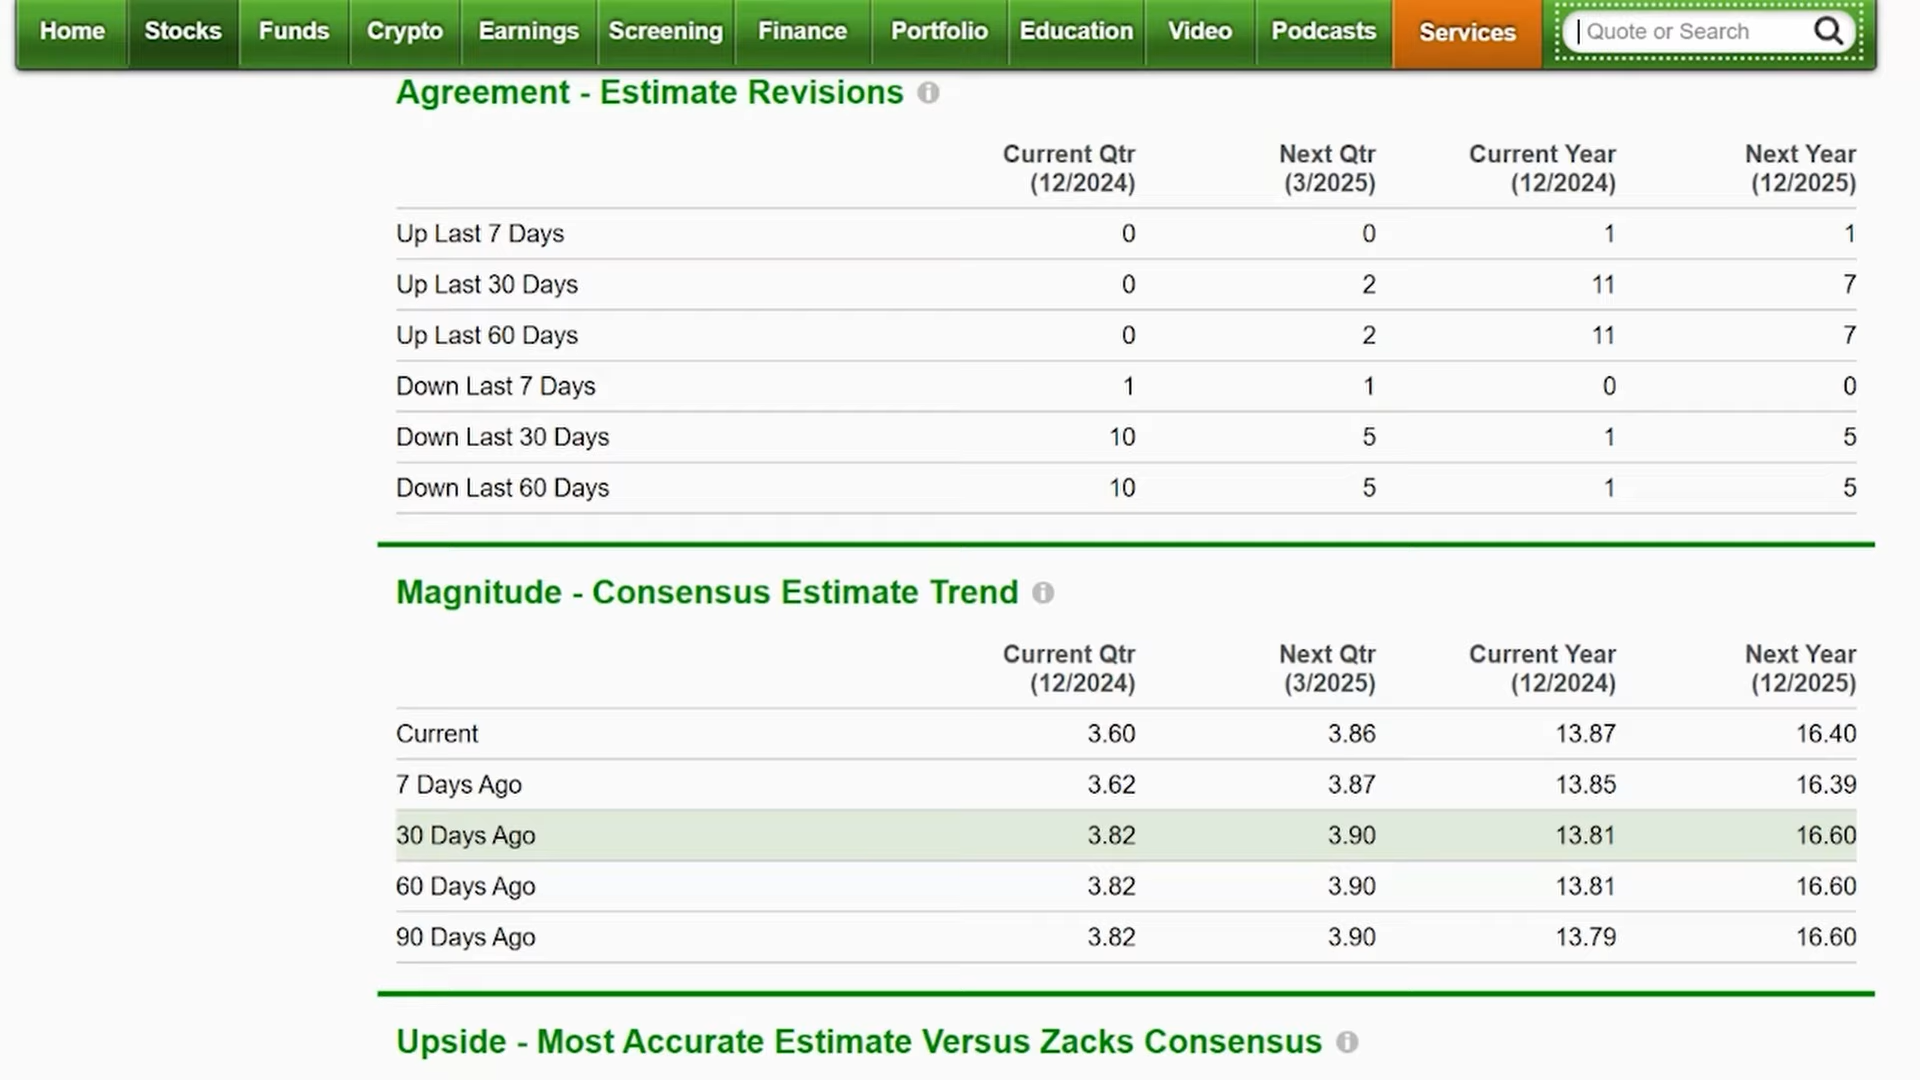 Home Stocks Funds Crypto Earnings Screening Finance Portfolio Education Video Podcasts Services Quote or Search
Agreement - Estimate Revisions
Current Qtr (12/2024) Next Qtr (3/2025) Current Year (12/2024) Next Year (12/2025)
Up Last 7 Days 0 0 1 1
Up Last 30 Days 0 2 11 7
Up Last 60 Days 0 2 11 7
Down Last 7 Days 1 1 0 0
Down Last 30 Days 10 5 1 5
Down Last 60 Days 10 5 1 5
Magnitude - Consensus Estimate Trend
Current Qtr (12/2024) Next Qtr (3/2025) Current Year (12/2024) Next Year (12/2025)
Current 3.60 3.86 13.87 16.40
7 Days Ago 3.62 3.87 13.85 16.39
30 Days Ago 3.82 3.90 13.81 16.60
60 Days Ago 3.82 3.90 13.81 16.60
90 Days Ago 3.82 3.90 13.79 16.60
Upside - Most Accurate Estimate Versus Zacks Consensus